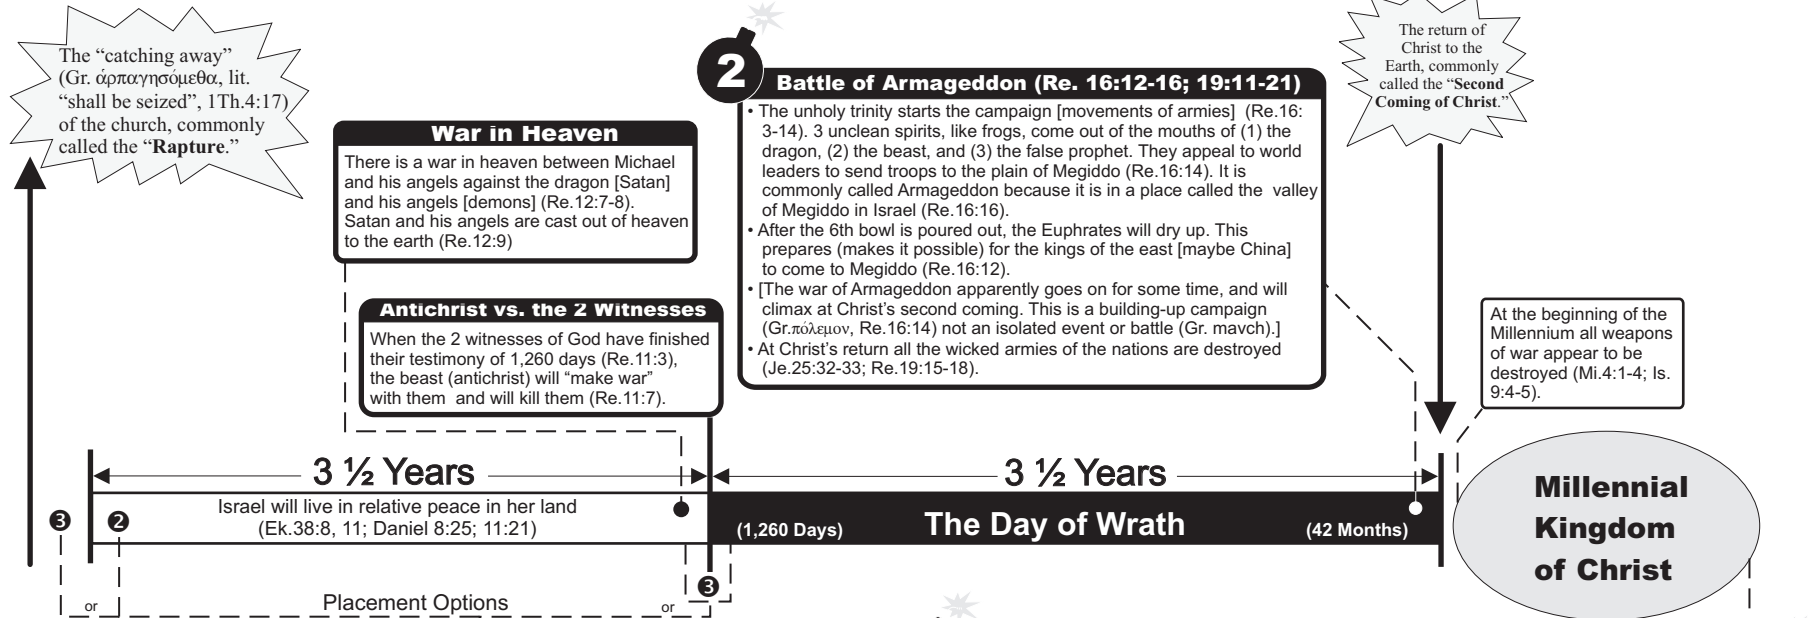 The “catching away”
(Gr. ἁρπαγησόμεθα, lit.
“shall be seized”, 1Th.4:17)
of the church, commonly
called the “Rapture.”
War in Heaven
There is a war in heaven between Michael
and his angels against the dragon [Satan]
and his angels [demons] (Re.12:7-8).
Satan and his angels are cast out of heaven
to the earth (Re.12:9)
Antichrist vs. the 2 Witnesses
When the 2 witnesses of God have finished
their testimony of 1,260 days (Re.11:3),
the beast (antichrist) will “make war”
with them and will kill them (Re.11:7).
2
Battle of Armageddon (Re. 16:12-16; 19:11-21)
• The unholy trinity starts the campaign [movements of armies] (Re.16:
3-14). 3 unclean spirits, like frogs, come out of the mouths of (1) the
dragon, (2) the beast, and (3) the false prophet. They appeal to world
leaders to send troops to the plain of Megiddo (Re.16:14). It is
commonly called Armageddon because it is in a place called the valley
of Megiddo in Israel (Re.16:16).
• After the 6th bowl is poured out, the Euphrates will dry up. This
prepares (makes it possible) for the kings of the east [maybe China]
to come to Megiddo (Re.16:12).
• [The war of Armageddon apparently goes on for some time, and will
climax at Christ’s second coming. This is a building-up campaign
(Gr.πόλεμον, Re.16:14) not an isolated event or battle (Gr. mavch).]
• At Christ’s return all the wicked armies of the nations are destroyed
(Je.25:32-33; Re.19:15-18).
The return of
Christ to the
Earth, commonly
called the “Second
Coming of Christ.”
At the beginning of the
Millennium all weapons
of war appear to be
destroyed (Mi.4:1-4; Is.
9:4-5).
3 ½ Years
3 ½ Years
Israel will live in relative peace in her land
(Ek.38:8, 11; Daniel 8:25; 11:21)
(1,260 Days)
The Day of Wrath
(42 Months)
Millennial
Kingdom
of Christ
❸
❷
❸
or
Placement Options
or